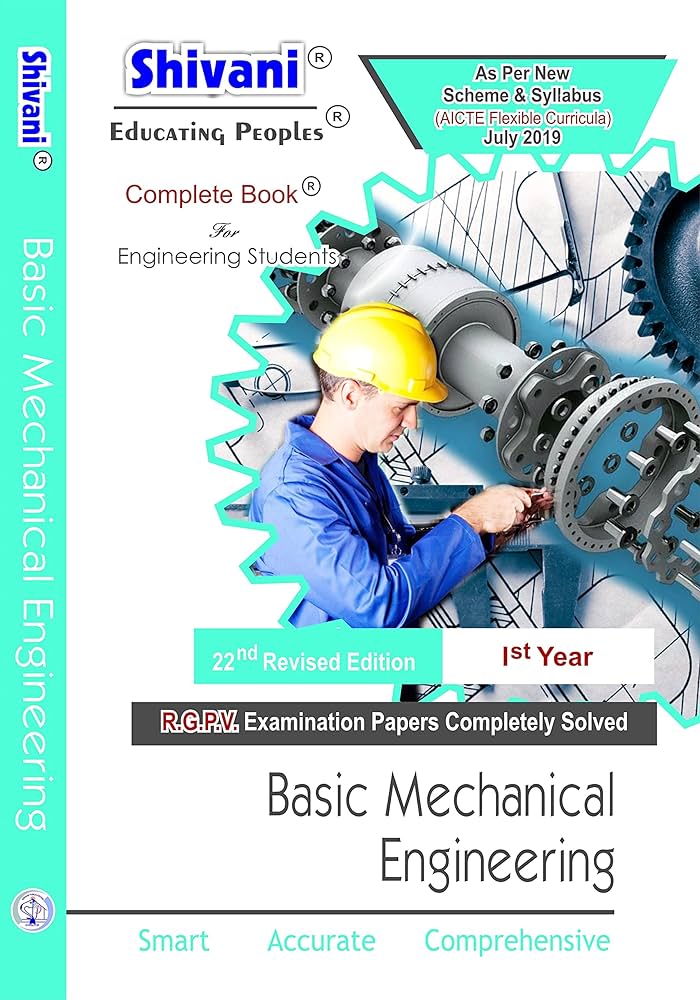 Shivani ®
Basic Mechanical Engineering
Shivani ®
EDUCATING PEOPLES ®
Complete Book ®
For
Engineering Students
As Per New
Scheme & Syllabus
(AICTE Flexible Curricula)
July 2019
22nd Revised Edition
Ist Year
R.G.P.V. Examination Papers Completely Solved
Basic Mechanical
Engineering
Smart Accurate Comprehensive